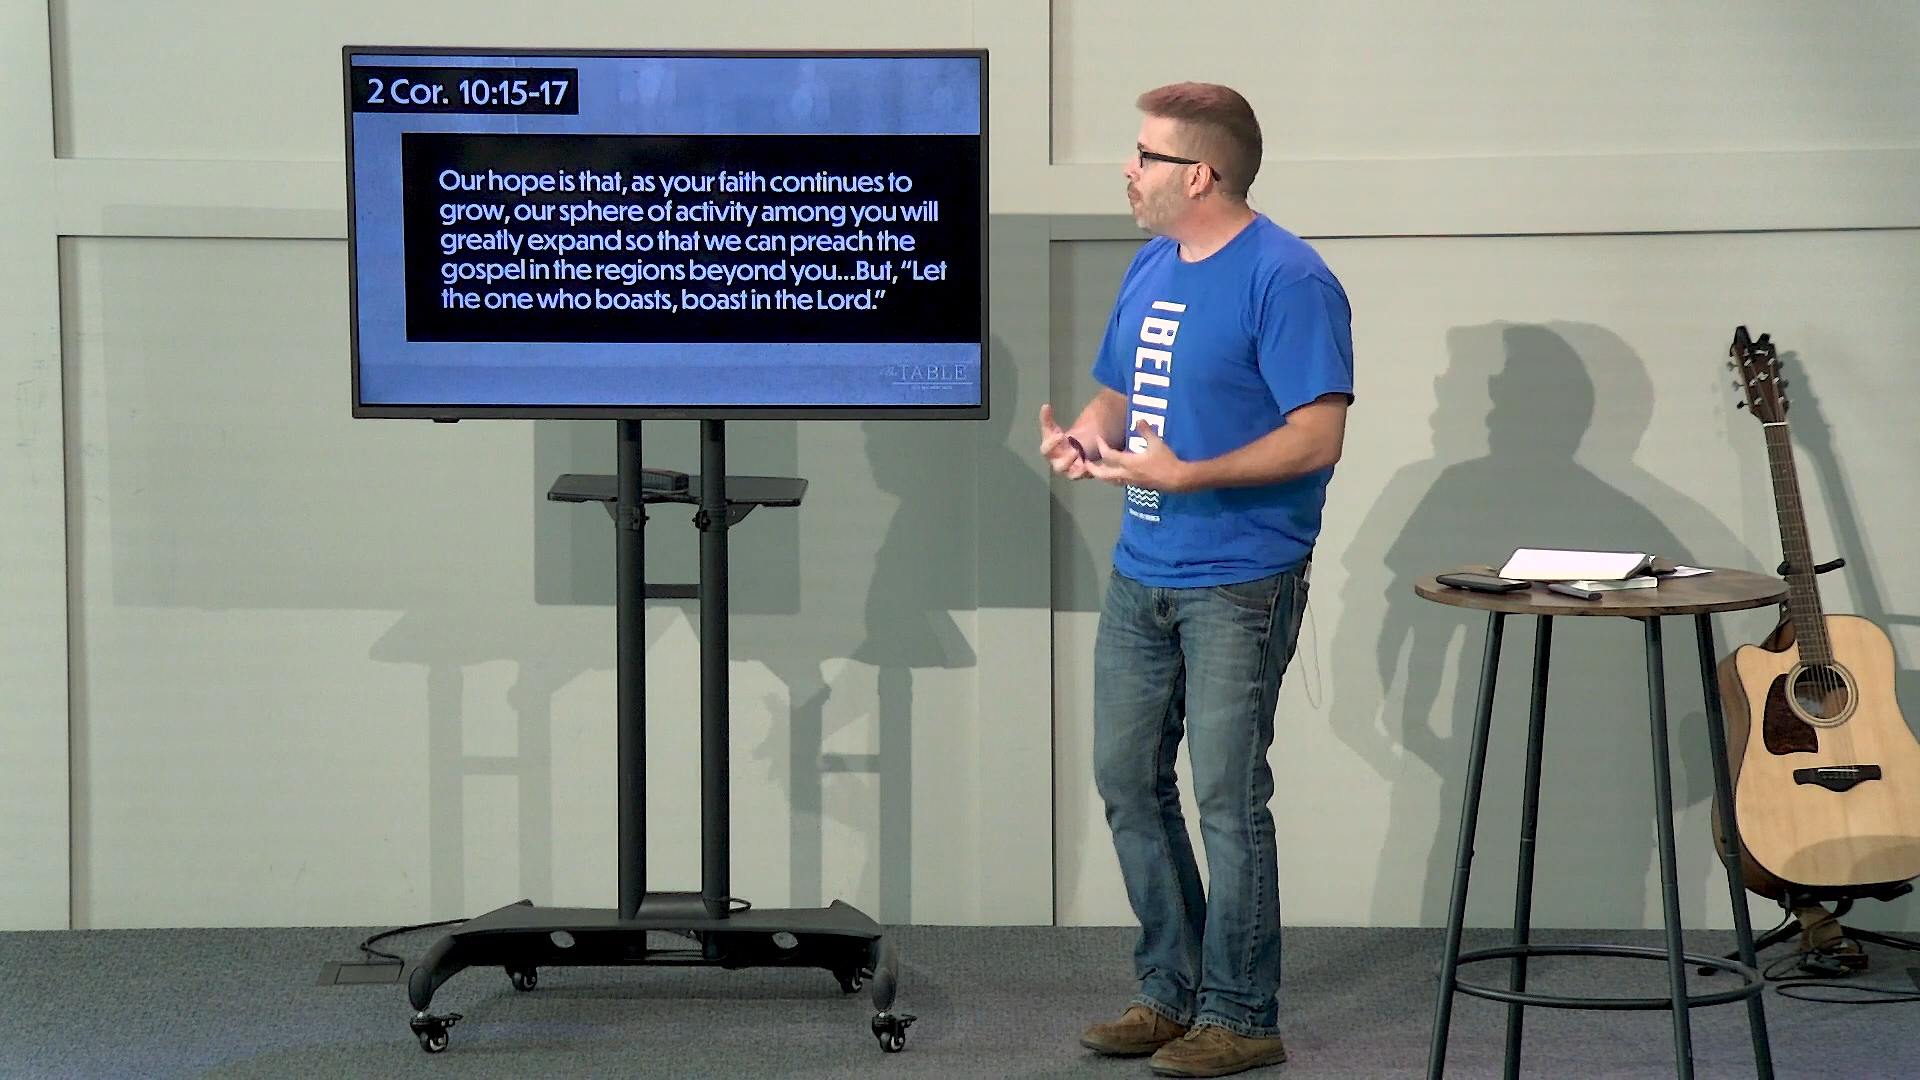 2 Cor. 10:15-17
Our hope is that, as your faith continues to
grow, our sphere of activity among you will
greatly expand so that we can preach the
gospel in the regions beyond you...But, “Let
the one who boasts, boast in the Lord.”
The TABLE
I BELIEVE